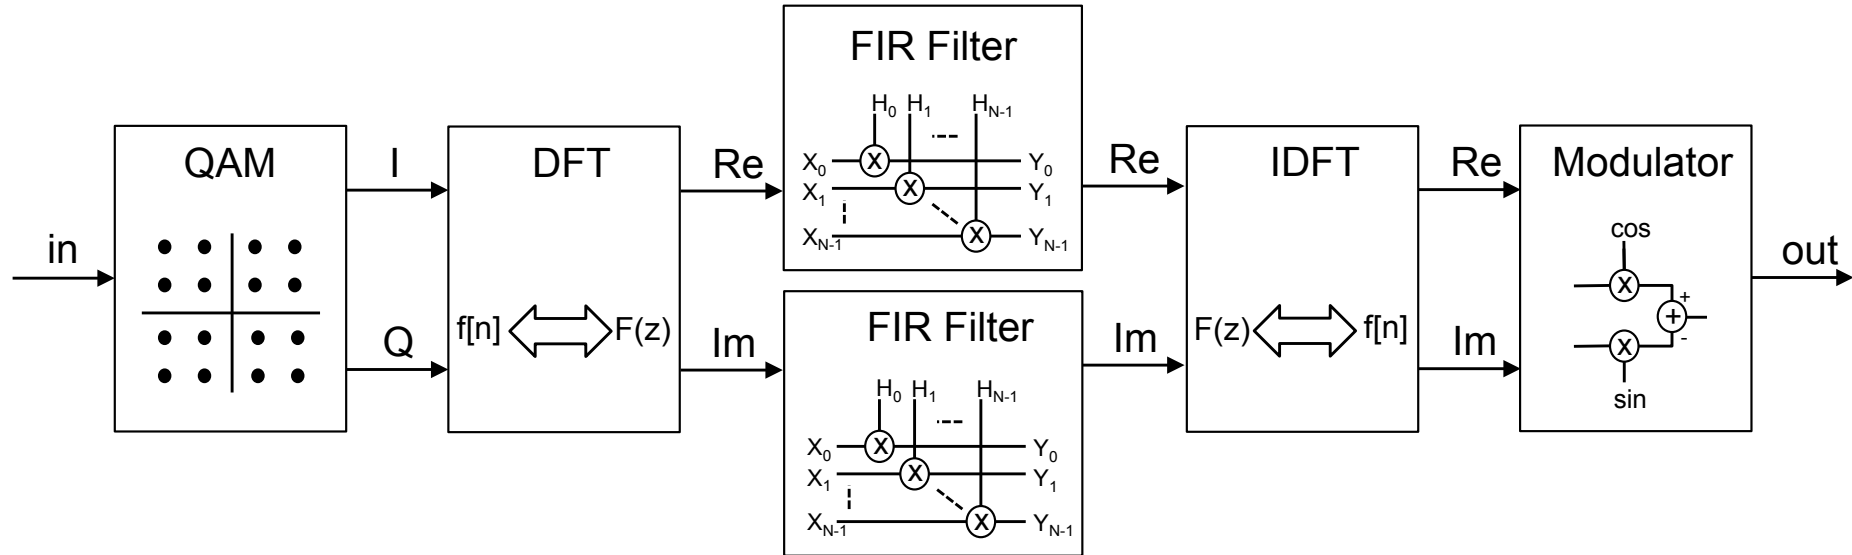 in
QAM
I
Q
DFT
f[n] F(z)
Re
Im
FIR Filter
H0 H1 HN-1
X0 X Y0
X1 X Y1
XN-1 X YN-1
FIR Filter
H0 H1 HN-1
X0 X Y0
X1 X Y1
XN-1 X YN-1
Re
Im
IDFT
F(z) f[n]
Re
Im
Modulator
cos
X
+
+
-
X
sin
out